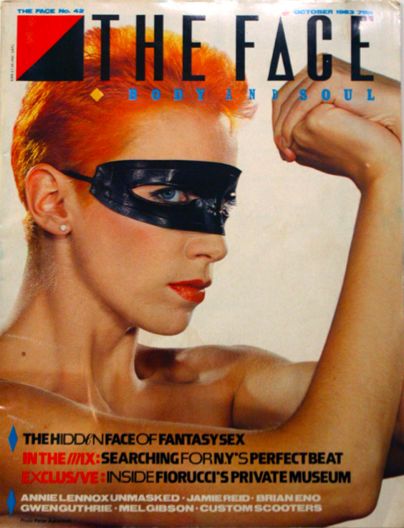 THE FACE No. 42
OCTOBER 1983
THE FACE
BODY AND SOUL
THE HIDDEN FACE OF FANTASY SEX
IN THE MIX: SEARCHING FOR N.Y'S PERFECT BEAT
EXCLUSIVE: INSIDE FIORUCCI'S PRIVATE MUSEUM
ANNIE LENNOX UNMASKED · JAMIE REID · BRIAN ENO
GWEN GUTHRIE · MEL GIBSON · CUSTOM SCOOTERS